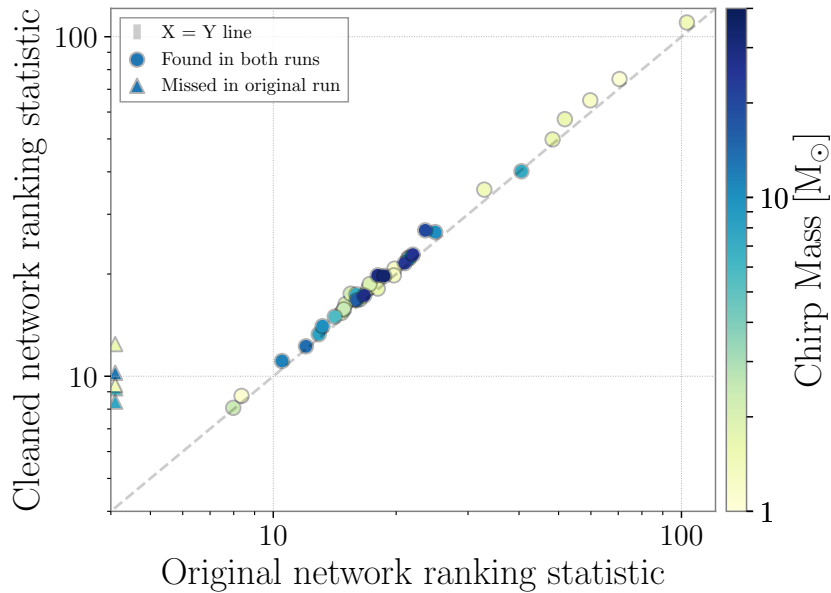 X = Y line
Found in both runs
Missed in original run
100
10
10
100
Original network ranking statistic
Cleaned network ranking statistic
10
1
Chirp Mass [M⊙]